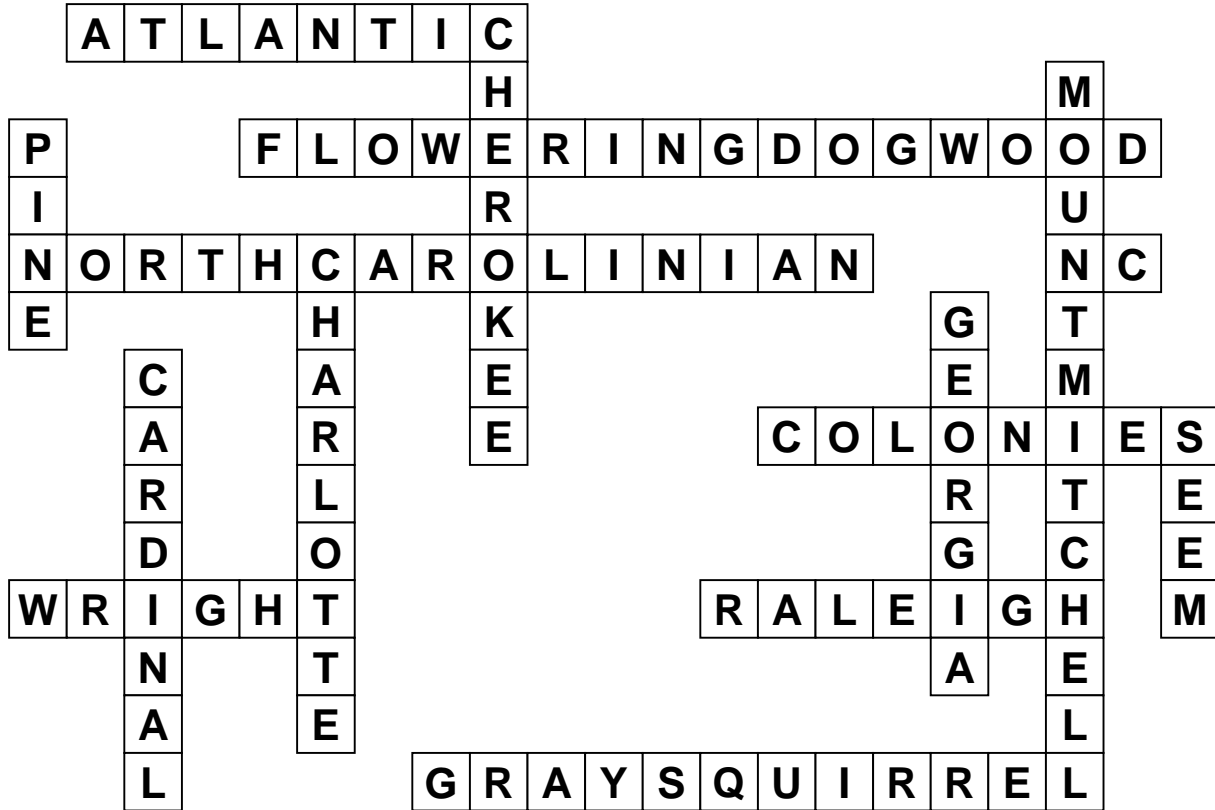 ATLANTIC
CHEROKEE
MOUNTMITCHELL
PINE
FLOWERINGDOGWOOD
NORTHCAROLINIAN
CHARLOTTE
NC
GEORGIA
CARDINAL
COLONIES
SEEM
WRIGHT
RALEIGH
GRAYSQUIRREL